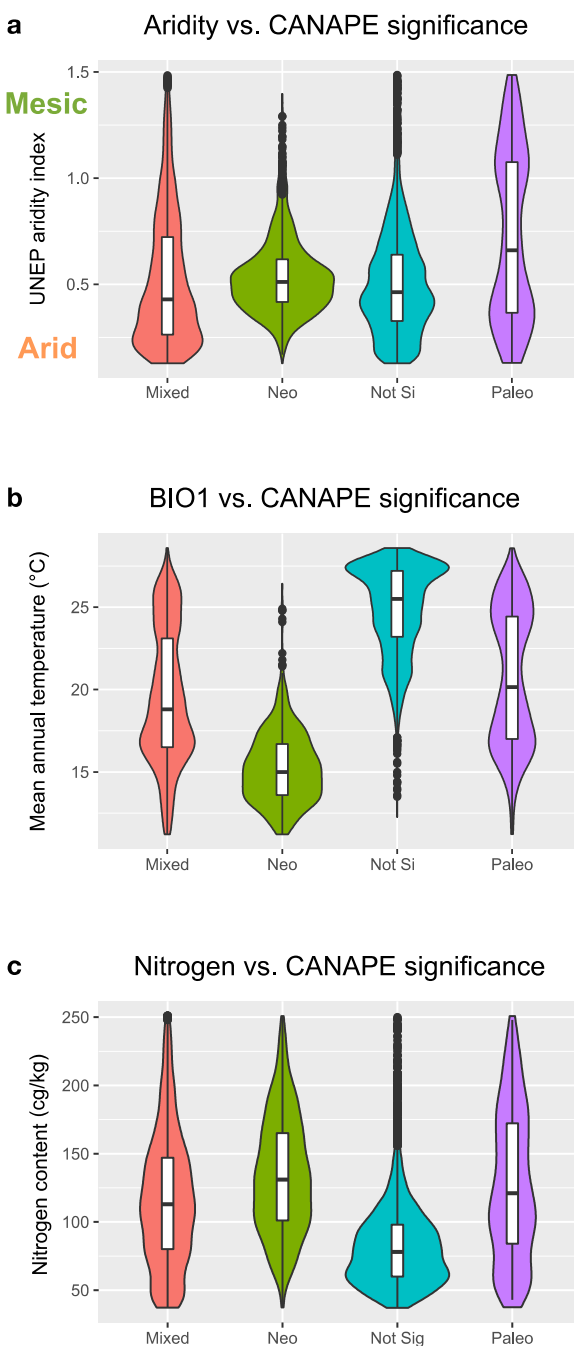 a
Aridity vs. CANAPE significance
Mesic
Arid
UNEP aridity index
1.5
1.0
0.5
Mixed Neo Not Si Paleo
b
BIO1 vs. CANAPE significance
Mean annual temperature (°C)
25
20
15
Mixed Neo Not Si Paleo
c
Nitrogen vs. CANAPE significance
Nitrogen content (cg/kg)
250
200
150
100
50
Mixed Neo Not Sig Paleo